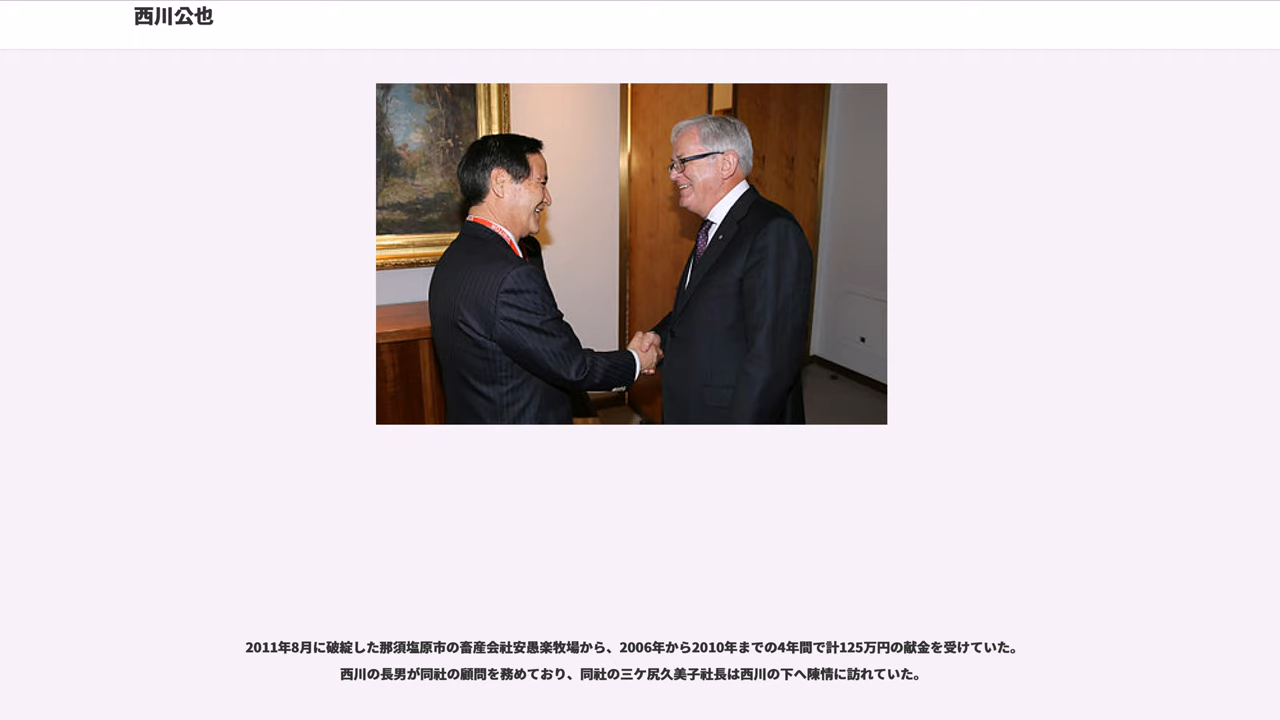 西川公也
2011年8月に破綻した那須塩原市の畜産会社安愚楽牧場から、2006年から2010年までの4年間で計125万円の献金を受けていた。
西川の長男が同社の顧問を務めており、同社の三ケ尻久美子社長は西川の下へ陳情に訪れていた。